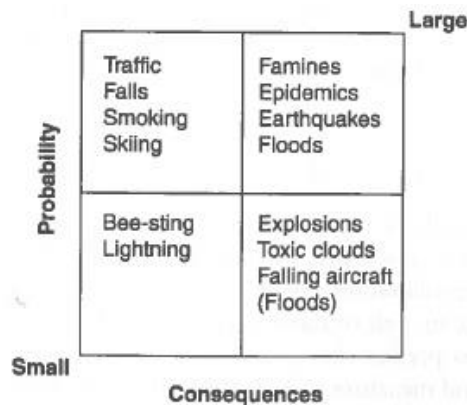 Large
Traffic
Falls
Smoking
Skiing
Famines
Epidemics
Earthquakes
Floods
Probability
Bee-sting
Lightning
Explosions
Toxic clouds
Falling aircraft
(Floods)
Small
Consequences